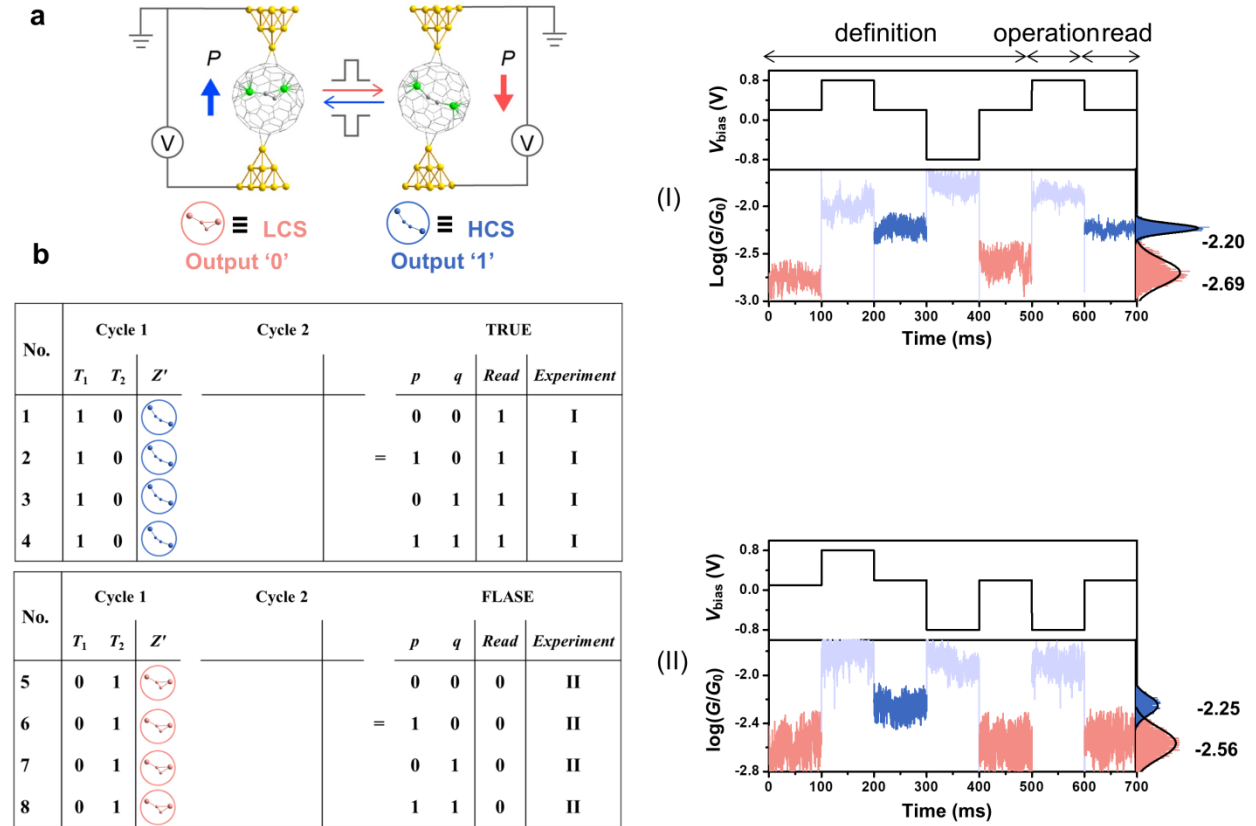 a
P
P
V
V
≡ LCS
Output ‘0’
≡ HCS
Output ‘1’
b
No. Cycle 1 Cycle 2 TRUE
T1 T2 Z' p q Read Experiment
1 1 0 0 0 1 I
2 1 0 = 1 0 1 I
3 1 0 0 1 1 I
4 1 0 1 1 1 I
No. Cycle 1 Cycle 2 FLASE
T1 T2 Z' p q Read Experiment
5 0 1 0 0 0 II
6 0 1 = 1 0 0 II
7 0 1 0 1 0 II
8 0 1 1 1 0 II
definition operation read
(I)
Vbias (V)
0.8
0.0
-0.8
Log(G/G0)
-2.0
-2.5
-3.0
-2.20
-2.69
0 100 200 300 400 500 600 700
Time (ms)
(II)
Vbias (V)
0.8
0.0
-0.8
log(G/G0)
-2.0
-2.4
-2.8
-2.25
-2.56
0 100 200 300 400 500 600 700
Time (ms)